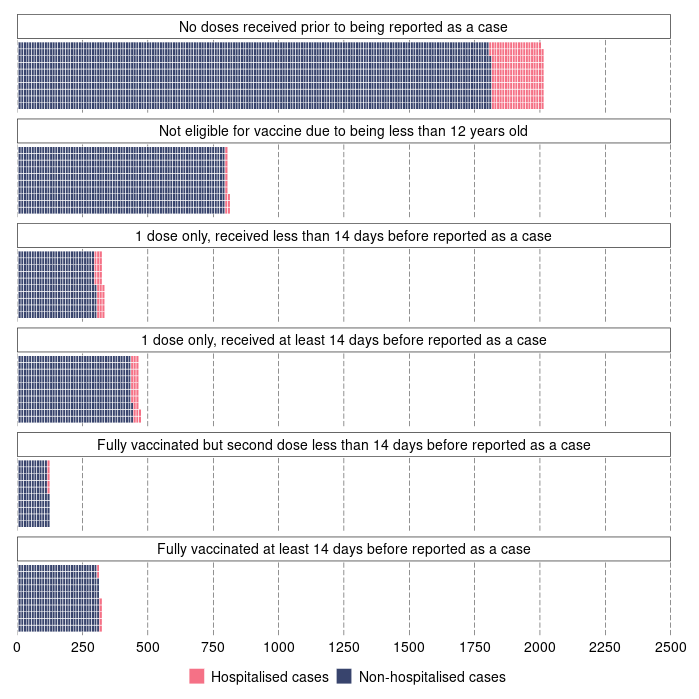 No doses received prior to being reported as a case
Not eligible for vaccine due to being less than 12 years old
1 dose only, received less than 14 days before reported as a case
1 dose only, received at least 14 days before reported as a case
Fully vaccinated but second dose less than 14 days before reported as a case
Fully vaccinated at least 14 days before reported as a case
0 250 500 750 1000 1250 1500 1750 2000 2250 2500
Hospitalised cases Non-hospitalised cases